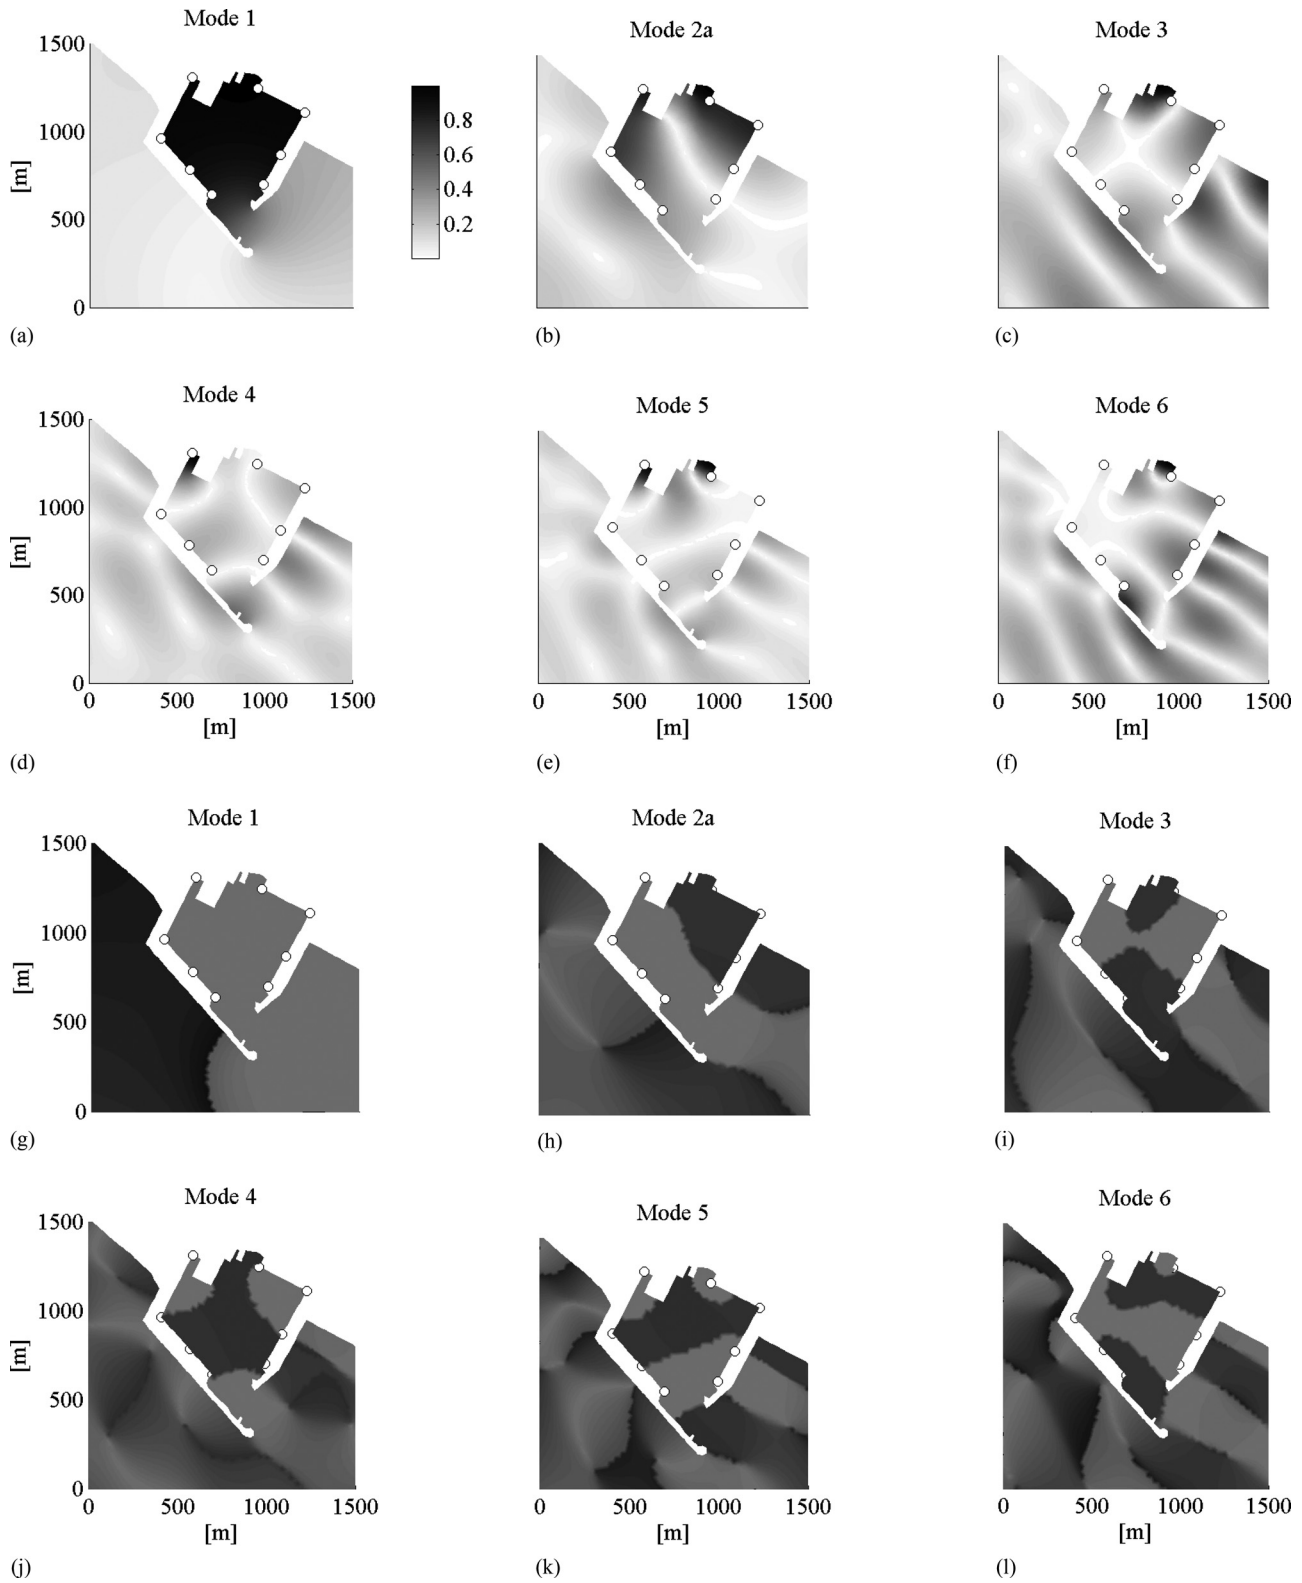 Mode 1
Mode 2a
Mode 3
1500
1000
500
0
[m]
0.8
0.6
0.4
0.2
(a)
(b)
(c)
Mode 4
Mode 5
Mode 6
1500
1000
500
0
[m]
0 500 1000 1500
[m]
0 500 1000 1500
[m]
0 500 1000 1500
[m]
(d)
(e)
(f)
Mode 1
Mode 2a
Mode 3
1500
1000
500
0
[m]
(g)
(h)
(i)
Mode 4
Mode 5
Mode 6
1500
1000
500
0
[m]
0 500 1000 1500
[m]
0 500 1000 1500
[m]
0 500 1000 1500
[m]
(j)
(k)
(l)